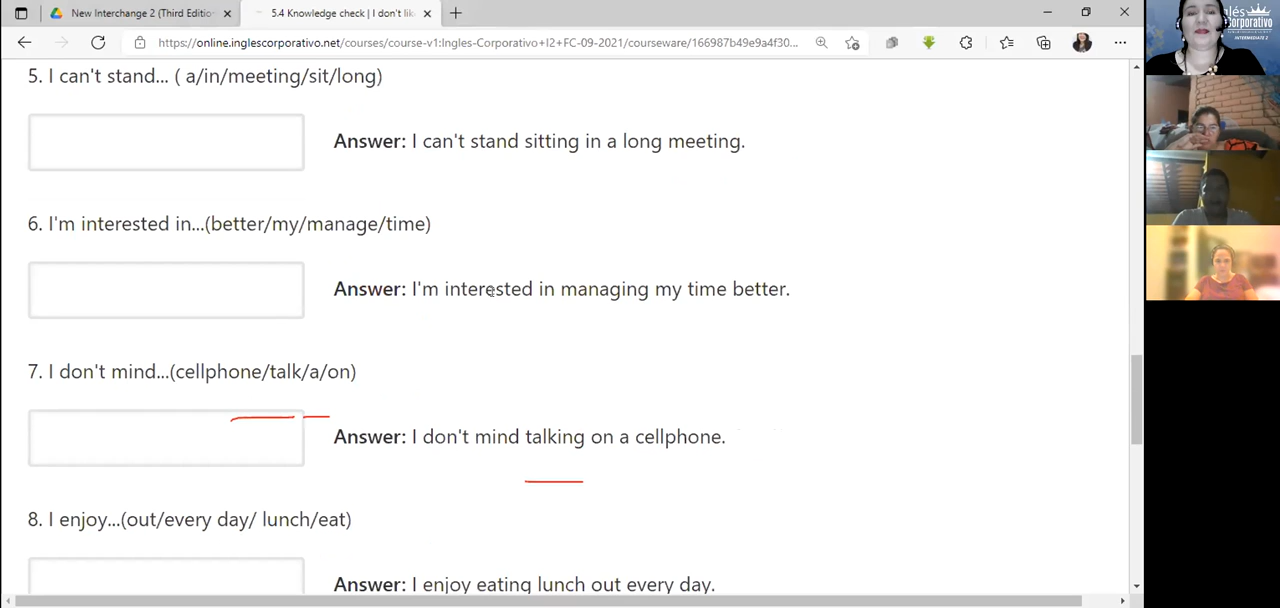 New Interchange 2 (Third Edition
5.4 Knowledge check | I don't lik
https://online.inglescorporativo.net/courses/course-v1:Ingles-Corporativo+I2+FC-09-2021/courseware/166987b49e9a4f30...
5. I can't stand... ( a/in/meeting/sit/long)
Answer: I can't stand sitting in a long meeting.
6. I'm interested in...(better/my/manage/time)
Answer: I'm interested in managing my time better.
7. I don't mind...(cellphone/talk/a/on)
Answer: I don't mind talking on a cellphone.
8. I enjoy...(out/every day/ lunch/eat)
Answer: I enjoy eating lunch out every day.
INTERMEDIATE 2